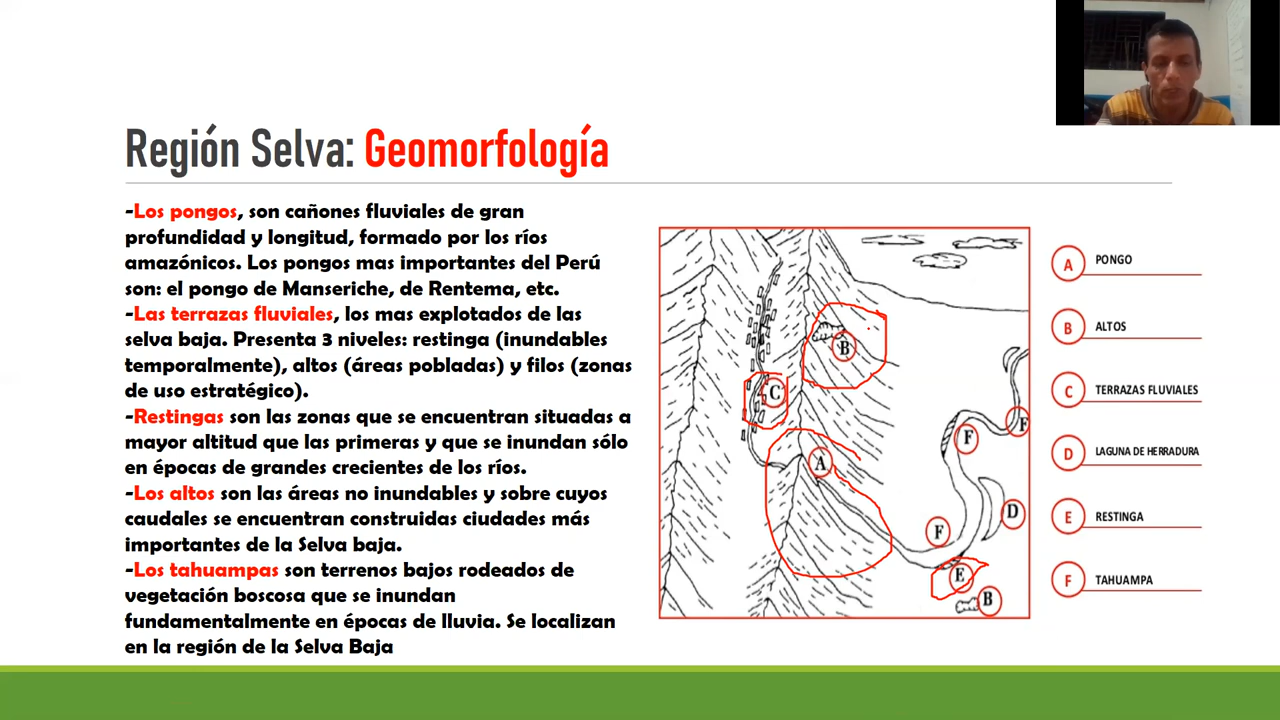 Región Selva: Geomorfología
-Los pongos, son cañones fluviales de gran
profundidad y longitud, formado por los ríos
amazónicos. Los pongos mas importantes del Perú
son: el pongo de Manseriche, de Rentema, etc.
-Las terrazas fluviales, los mas explotados de las
selva baja. Presenta 3 niveles: restinga (inundables
temporalmente), altos (áreas pobladas) y filos (zonas
de uso estratégico).
-Restingas son las zonas que se encuentran situadas a
mayor altitud que las primeras y que se inundan sólo
en épocas de grandes crecientes de los ríos.
-Los altos son las áreas no inundables y sobre cuyos
caudales se encuentran construidas ciudades más
importantes de la Selva baja.
-Los tahuampas son terrenos bajos rodeados de
vegetación boscosa que se inundan
fundamentalmente en épocas de lluvia. Se localizan
en la región de la Selva Baja
B
C
A
F
F
D
F
E
B
A PONGO
B ALTOS
C TERRAZAS FLUVIALES
D LAGUNA DE HERRADURA
E RESTINGA
F TAHUAMPA